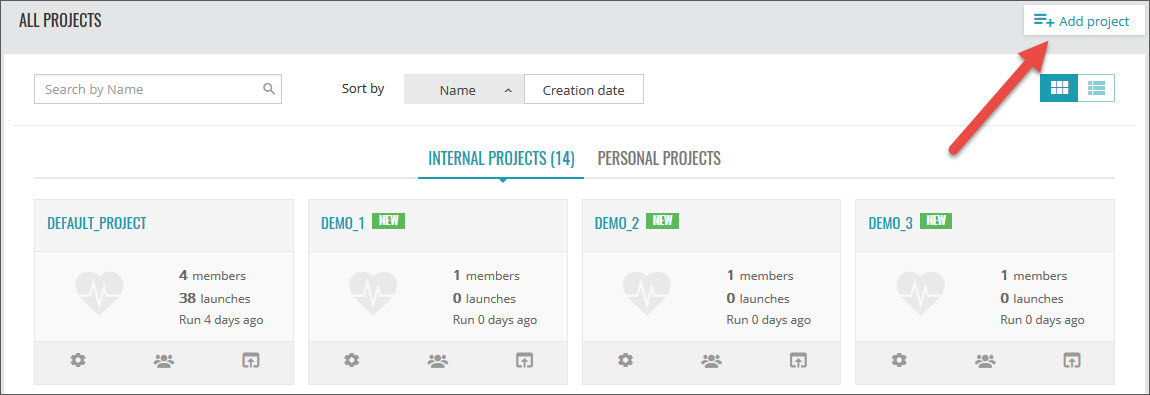 ALL PROJECTS
Add project
Search by Name
Sort by
Name
Creation date
INTERNAL PROJECTS (14)
PERSONAL PROJECTS
DEFAULT_PROJECT
4 members
38 launches
Run 4 days ago
DEMO_1 NEW
1 members
0 launches
Run 0 days ago
DEMO_2 NEW
1 members
0 launches
Run 0 days ago
DEMO_3 NEW
1 members
0 launches
Run 0 days ago